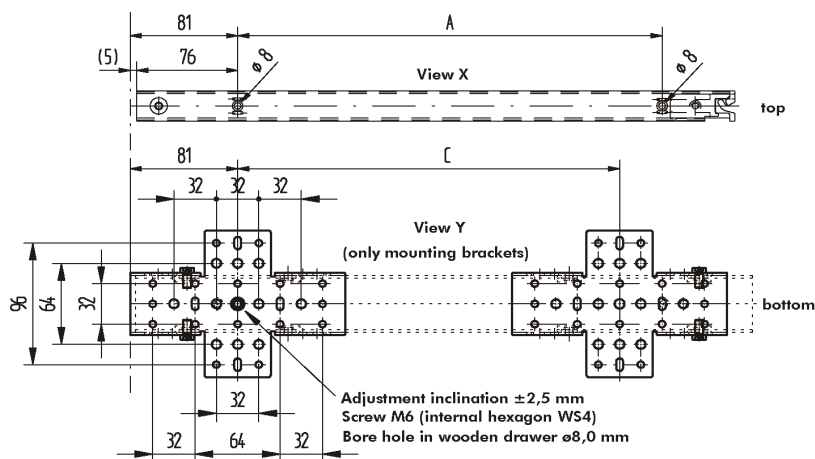 81
A
(5)
76
ø 8
View X
ø 8
top
81
C
32
32
32
View Y
(only mounting brackets)
96
64
32
bottom
Adjustment inclination ±2,5 mm
32
Screw M6 (internal hexagon WS4)
32
64
32
Bore hole in wooden drawer ø8,0 mm